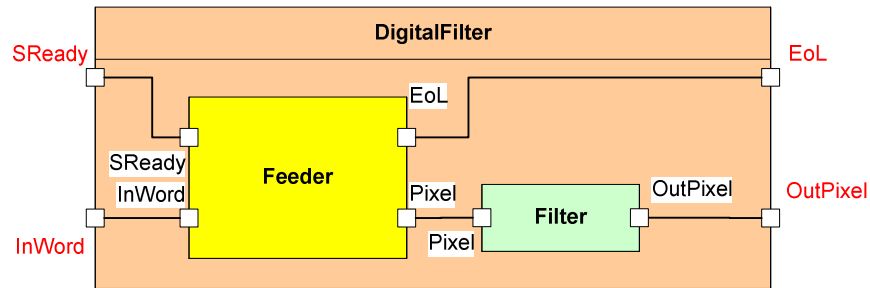 DigitalFilter
SReady
EoL
EoL
SReady
Feeder
InWord
Pixel
OutPixel
OutPixel
Filter
Pixel
InWord